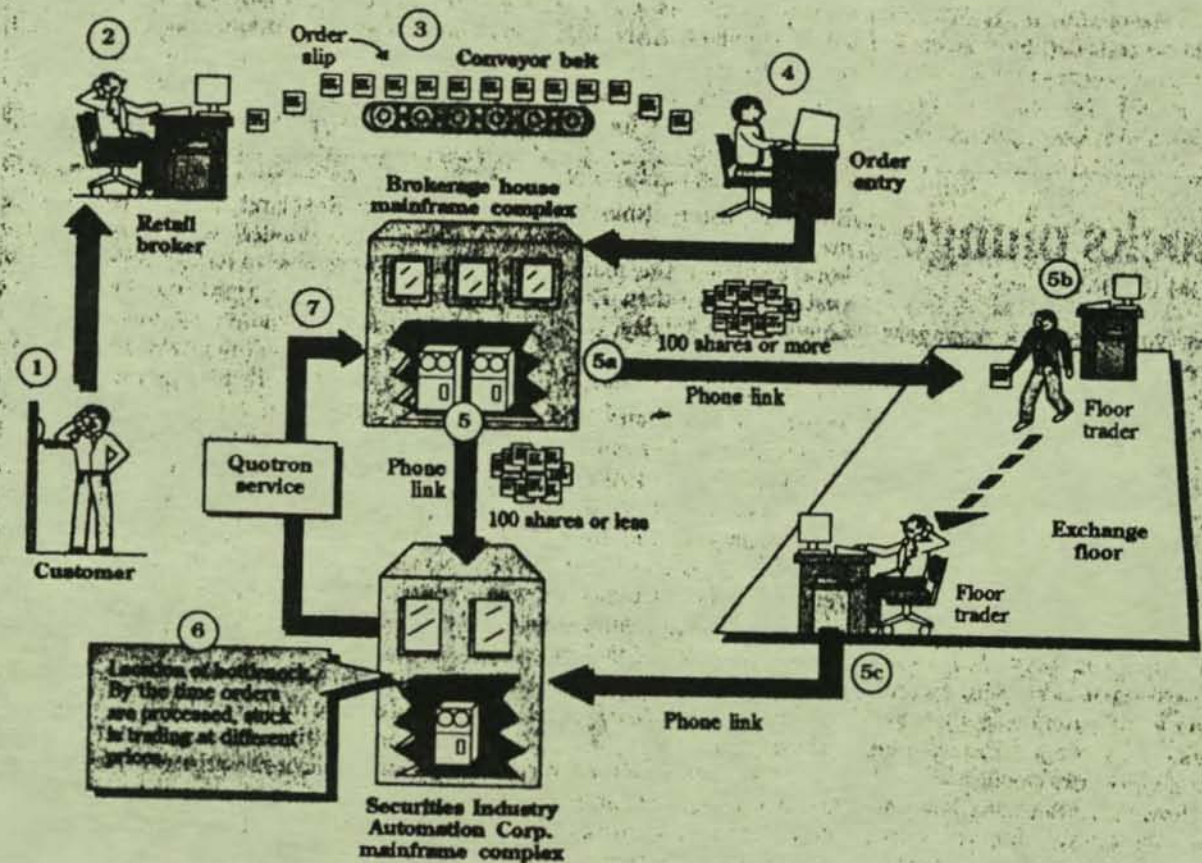 1
Customer
2
Retail
broker
3
Order
slip
Conveyor belt
4
Order
entry
Brokerage house
mainframe complex
5
Phone
link
100 shares or less
5a
100 shares or more
Phone link
5b
Floor
trader
Exchange
floor
Floor
trader
5c
Phone link
6
Location of bottleneck.
By the time orders
are processed, stock
is trading at different
prices.
Securities Industry
Automation Corp.
mainframe complex
7
Quotron
service